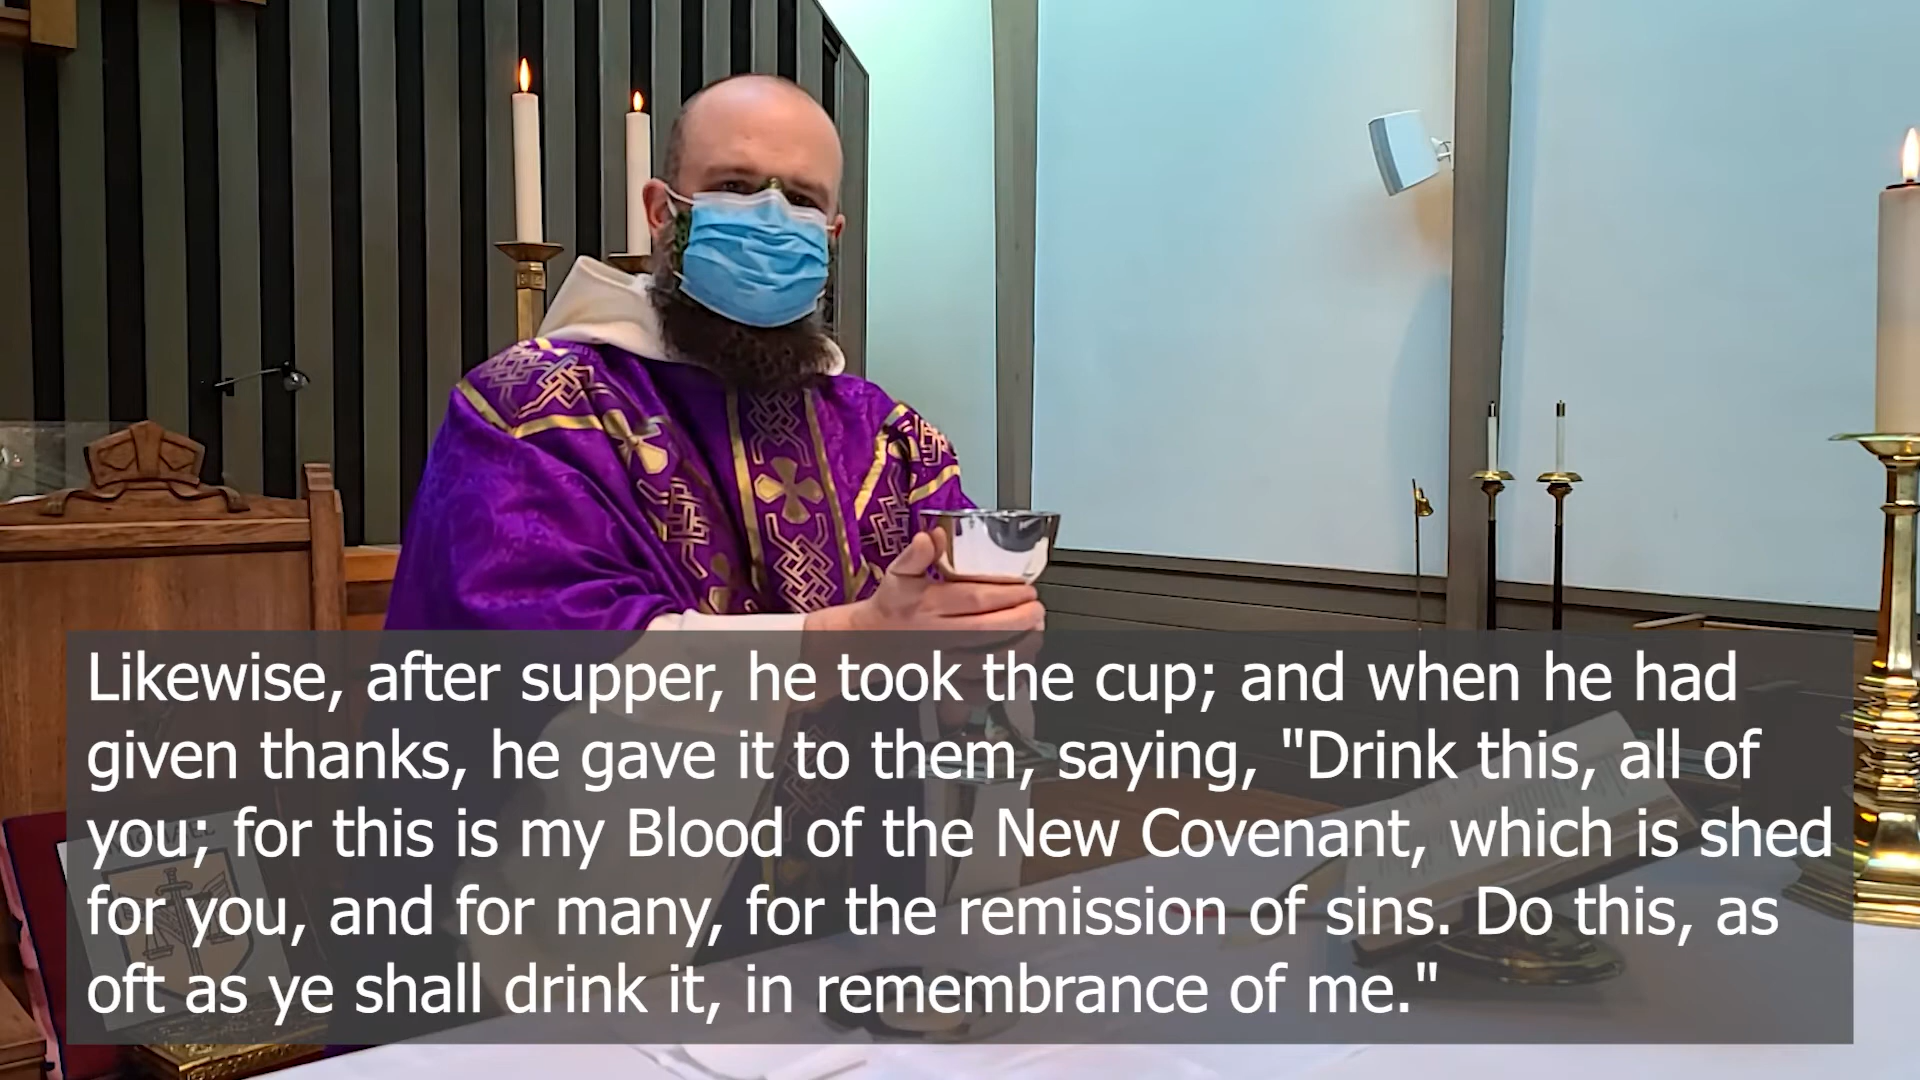 Likewise, after supper, he took the cup; and when he had
given thanks, he gave it to them, saying, "Drink this, all of
you; for this is my Blood of the New Covenant, which is shed
for you, and for many, for the remission of sins. Do this, as
oft as ye shall drink it, in remembrance of me."